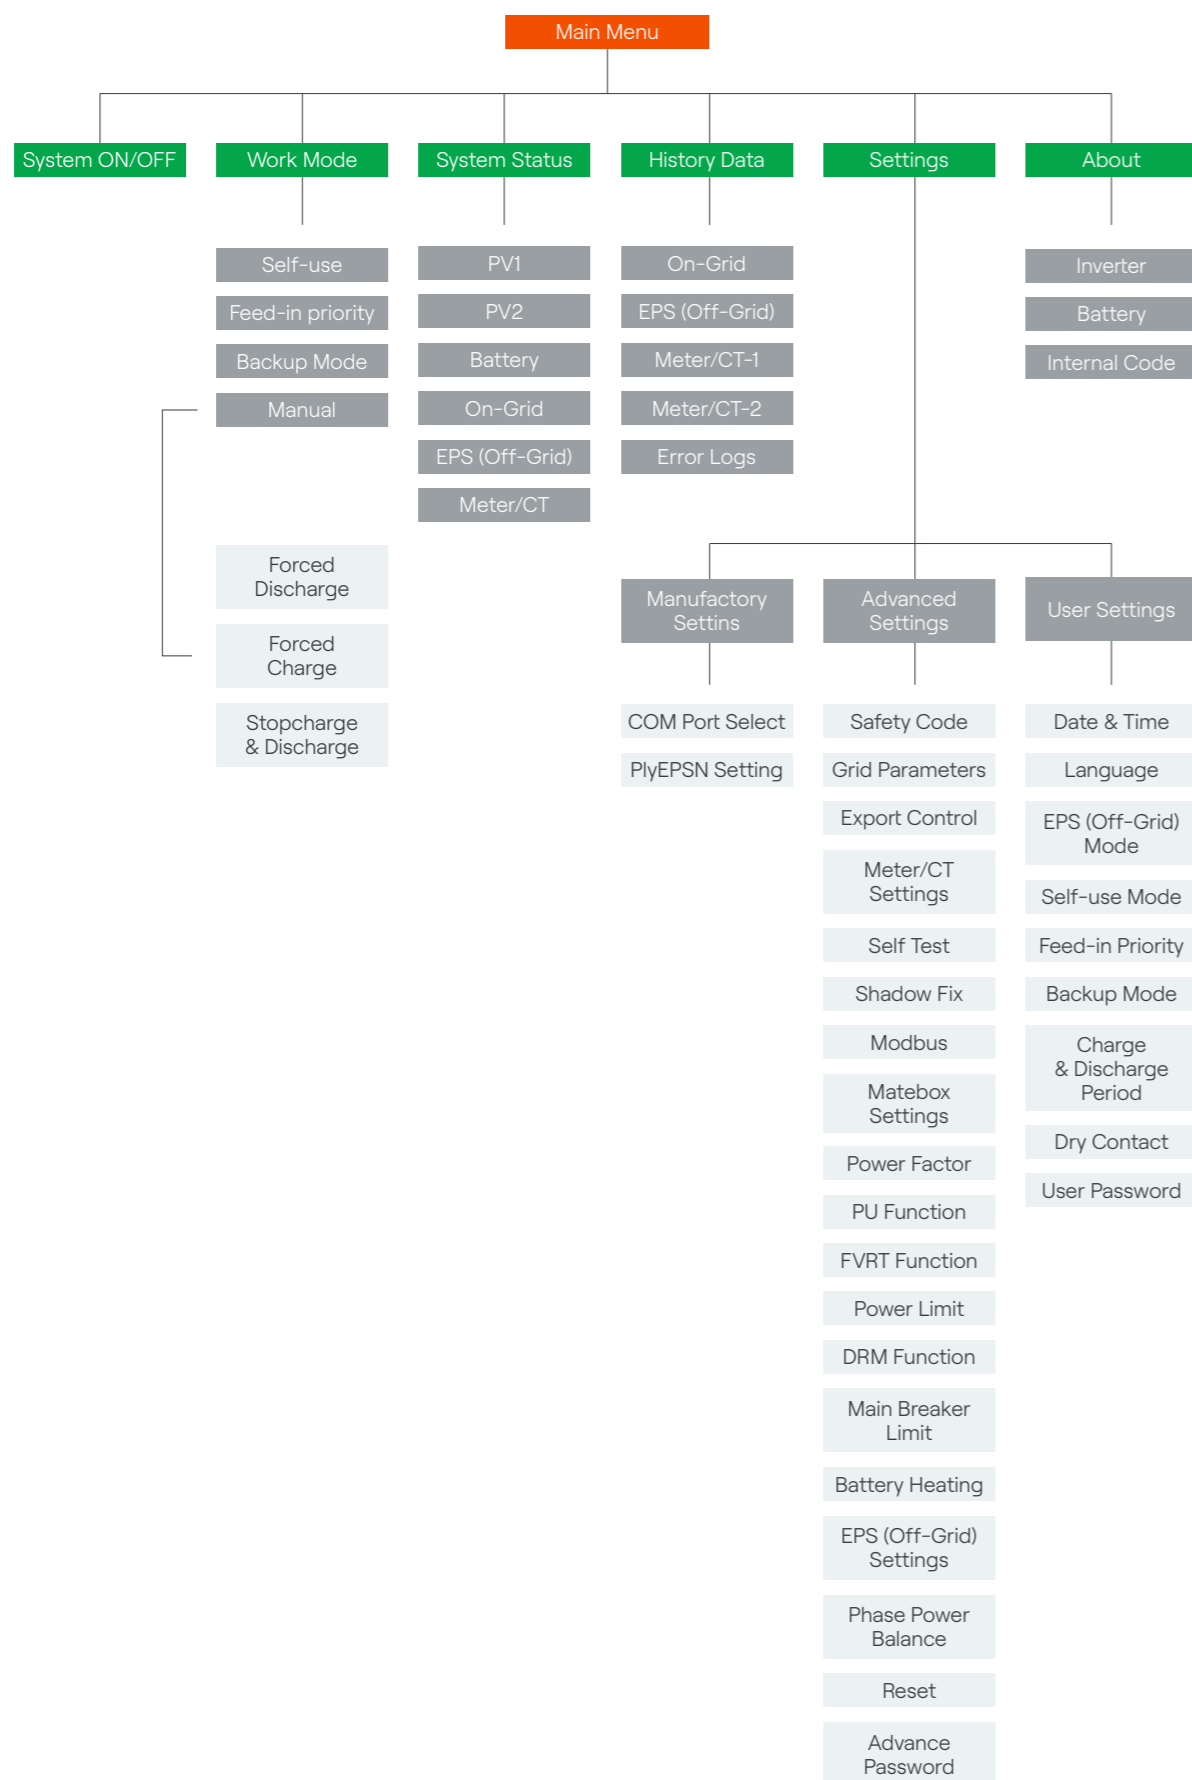 Main Menu
System ON/OFF
Work Mode
System Status
History Data
Settings
About
Self-use
Feed-in priority
Backup Mode
Manual
Forced
Discharge
Forced
Charge
Stopcharge
& Discharge
PV1
PV2
Battery
On-Grid
EPS (Off-Grid)
Meter/CT
On-Grid
EPS (Off-Grid)
Meter/CT-1
Meter/CT-2
Error Logs
Inverter
Battery
Internal Code
Manufactory
Settins
COM Port Select
PlyEPSN Setting
Advanced
Settings
Safety Code
Grid Parameters
Export Control
Meter/CT
Settings
Self Test
Shadow Fix
Modbus
Matebox
Settings
Power Factor
PU Function
FVRT Function
Power Limit
DRM Function
Main Breaker
Limit
Battery Heating
EPS (Off-Grid)
Settings
Phase Power
Balance
Reset
Advance
Password
User Settings
Date & Time
Language
EPS (Off-Grid)
Mode
Self-use Mode
Feed-in Priority
Backup Mode
Charge
& Discharge
Period
Dry Contact
User Password